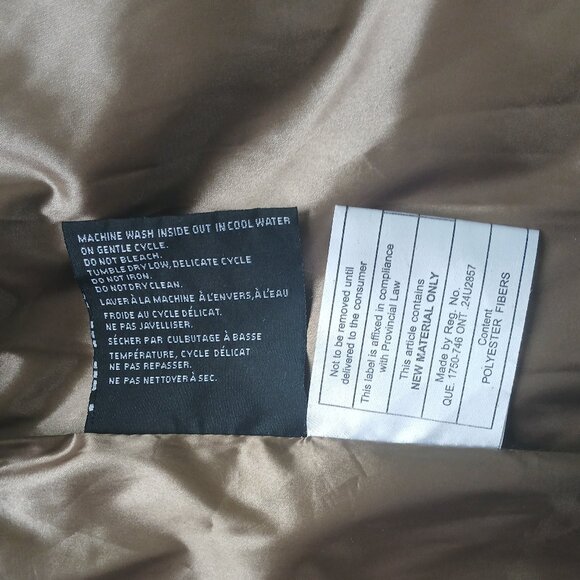 MACHINE WASH INSIDE OUT IN COOL WATER
ON GENTLE CYCLE.
DO NOT BLEACH.
TUMBLE DRY LOW, DELICATE CYCLE
DO NOT IRON.
DO NOT DRY CLEAN.
LAVER À LA MACHINE À L'ENVERS, À L'EAU
FROIDE AU CYCLE DÉLICAT.
NE PAS JAVELLISER.
SÉCHER PAR CULBUTAGE À BASSE
TEMPÉRATURE, CYCLE DÉLICAT
NE PAS REPASSER.
NE PAS NETTOYER À SEC.
Not to be removed until
delivered to the consumer
This label is affixed in compliance
with Provincial Law
This article contains
NEW MATERIAL ONLY
Made by Reg. No.
QUE. 1750-746 ONT -24U2857
Content
POLYESTER FIBERS